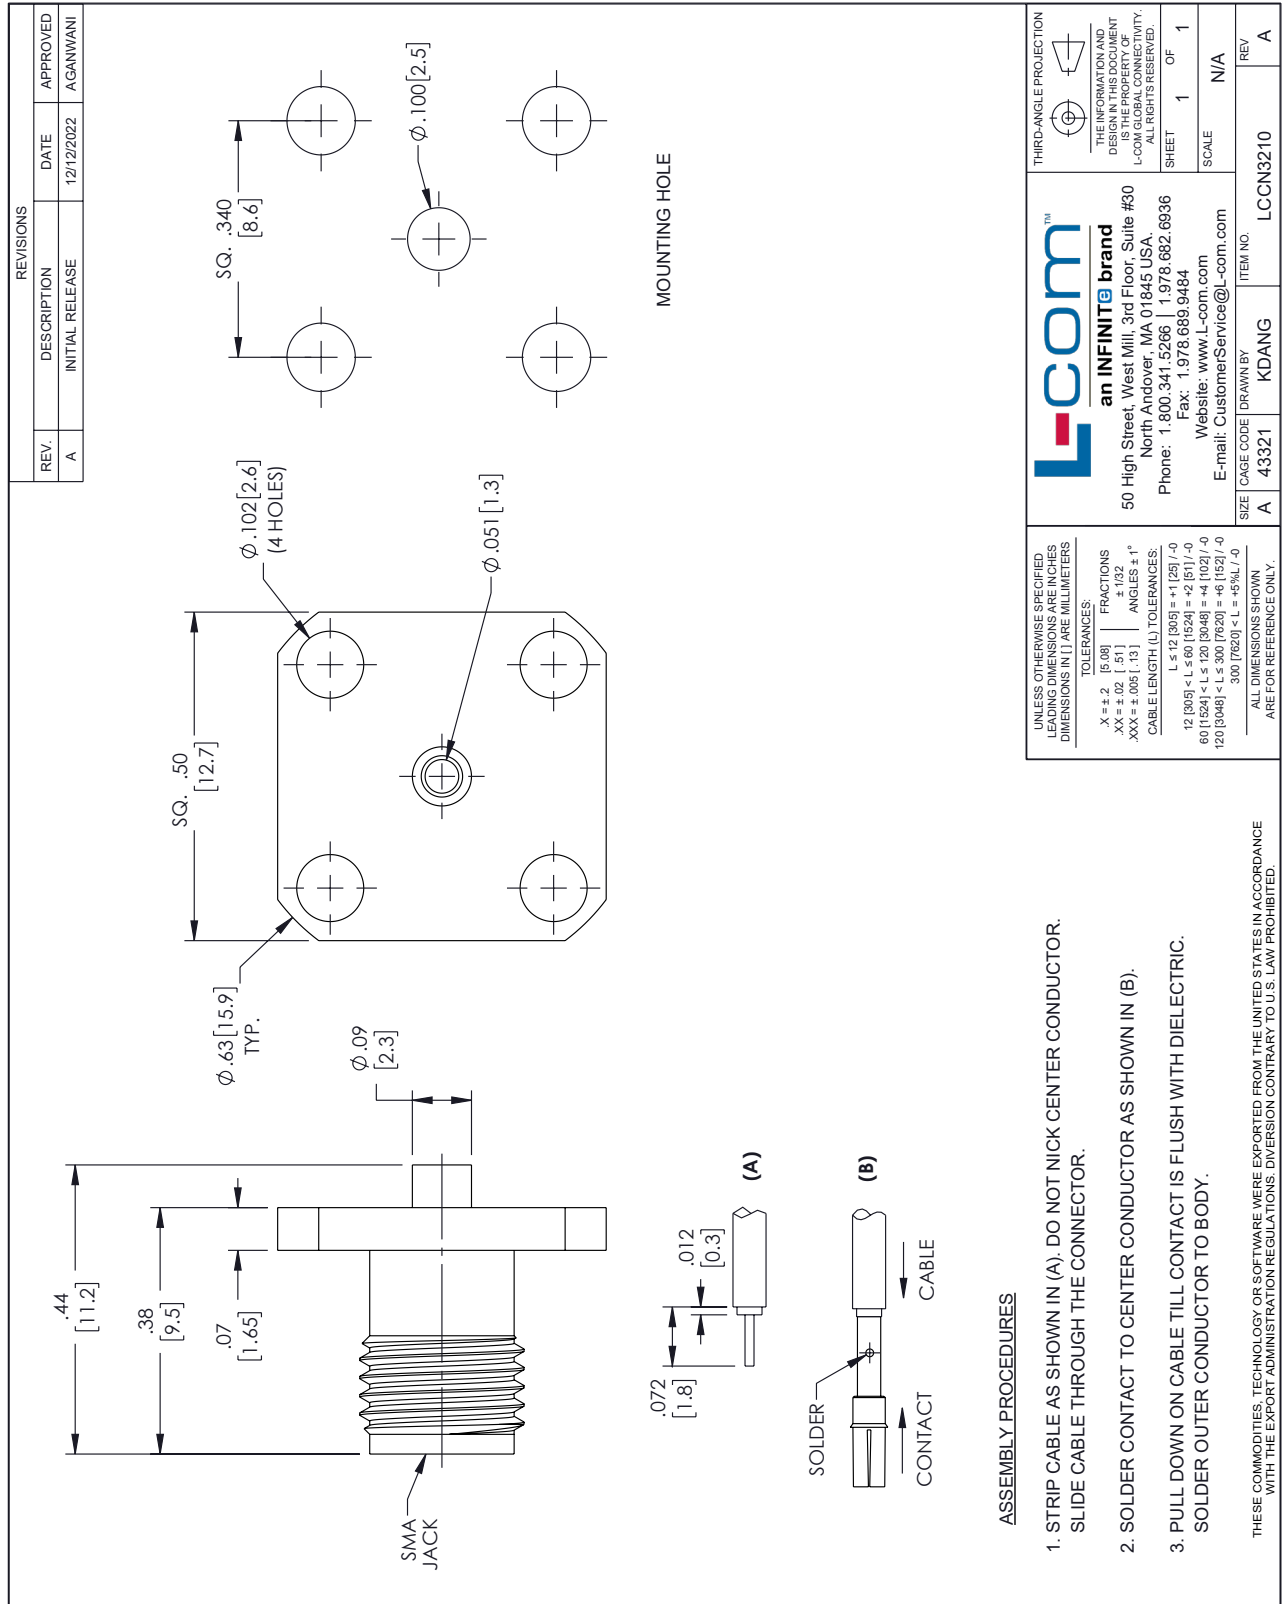 REVISIONS
REV. DESCRIPTION DATE APPROVED
A INITIAL RELEASE 12/12/2022 AGANWANI
.44
[11.2]
.38
[9.5]
.07
[1.65]
SMA
JACK
Ø.09
[2.3]
Ø.63[15.9]
TYP.
SQ. .50
[12.7]
Ø.102[2.6]
(4 HOLES)
Ø.051[1.3]
SQ. .340
[8.6]
Ø.100[2.5]
MOUNTING HOLE
.072
[1.8]
.012
[0.3]
(A)
SOLDER
(B)
CONTACT
CABLE
ASSEMBLY PROCEDURES
1. STRIP CABLE AS SHOWN IN (A). DO NOT NICK CENTER CONDUCTOR.
SLIDE CABLE THROUGH THE CONNECTOR.
2. SOLDER CONTACT TO CENTER CONDUCTOR AS SHOWN IN (B).
3. PULL DOWN ON CABLE TILL CONTACT IS FLUSH WITH DIELECTRIC.
SOLDER OUTER CONDUCTOR TO BODY.
THESE COMMODITIES, TECHNOLOGY OR SOFTWARE WERE EXPORTED FROM THE UNITED STATES IN ACCORDANCE
WITH THE EXPORT ADMINISTRATION REGULATIONS. DIVERSION CONTRARY TO U.S. LAW PROHIBITED.
UNLESS OTHERWISE SPECIFIED
LEADING DIMENSIONS ARE INCHES
DIMENSIONS IN [ ] ARE MILLIMETERS
TOLERANCES:
.X = ± .2 [5.08] FRACTIONS
.XX = ± .02 [ .51] ± 1/32
.XXX = ± .005 [ .13] ANGLES ± 1°
CABLE LENGTH (L) TOLERANCES:
L ≤ 12 [305] = +1 [25] / -0
12 [305] < L ≤ 60 [1524] = +2 [51] / -0
60 [1524] < L ≤ 120 [3048] = +4 [102] / -0
120 [3048] < L ≤ 300 [7620] = +6 [152] / -0
300 [7620] < L = +5%L / -0
ALL DIMENSIONS SHOWN
ARE FOR REFERENCE ONLY.
L-com™
an INFINIT@ brand
50 High Street, West Mill, 3rd Floor, Suite #30
North Andover, MA 01845 USA.
Phone: 1.800.341.5266 | 1.978.682.6936
Fax: 1.978.689.9484
Website: www.L-com.com
E-mail: CustomerService@L-com.com
THIRD-ANGLE PROJECTION
THE INFORMATION AND
DESIGN IN THIS DOCUMENT
IS THE PROPERTY OF
L-COM GLOBAL CONNECTIVITY.
ALL RIGHTS RESERVED.
SHEET 1 OF 1
SCALE N/A
SIZE A
CAGE CODE 43321
DRAWN BY KDANG
ITEM NO. LCCN3210
REV A